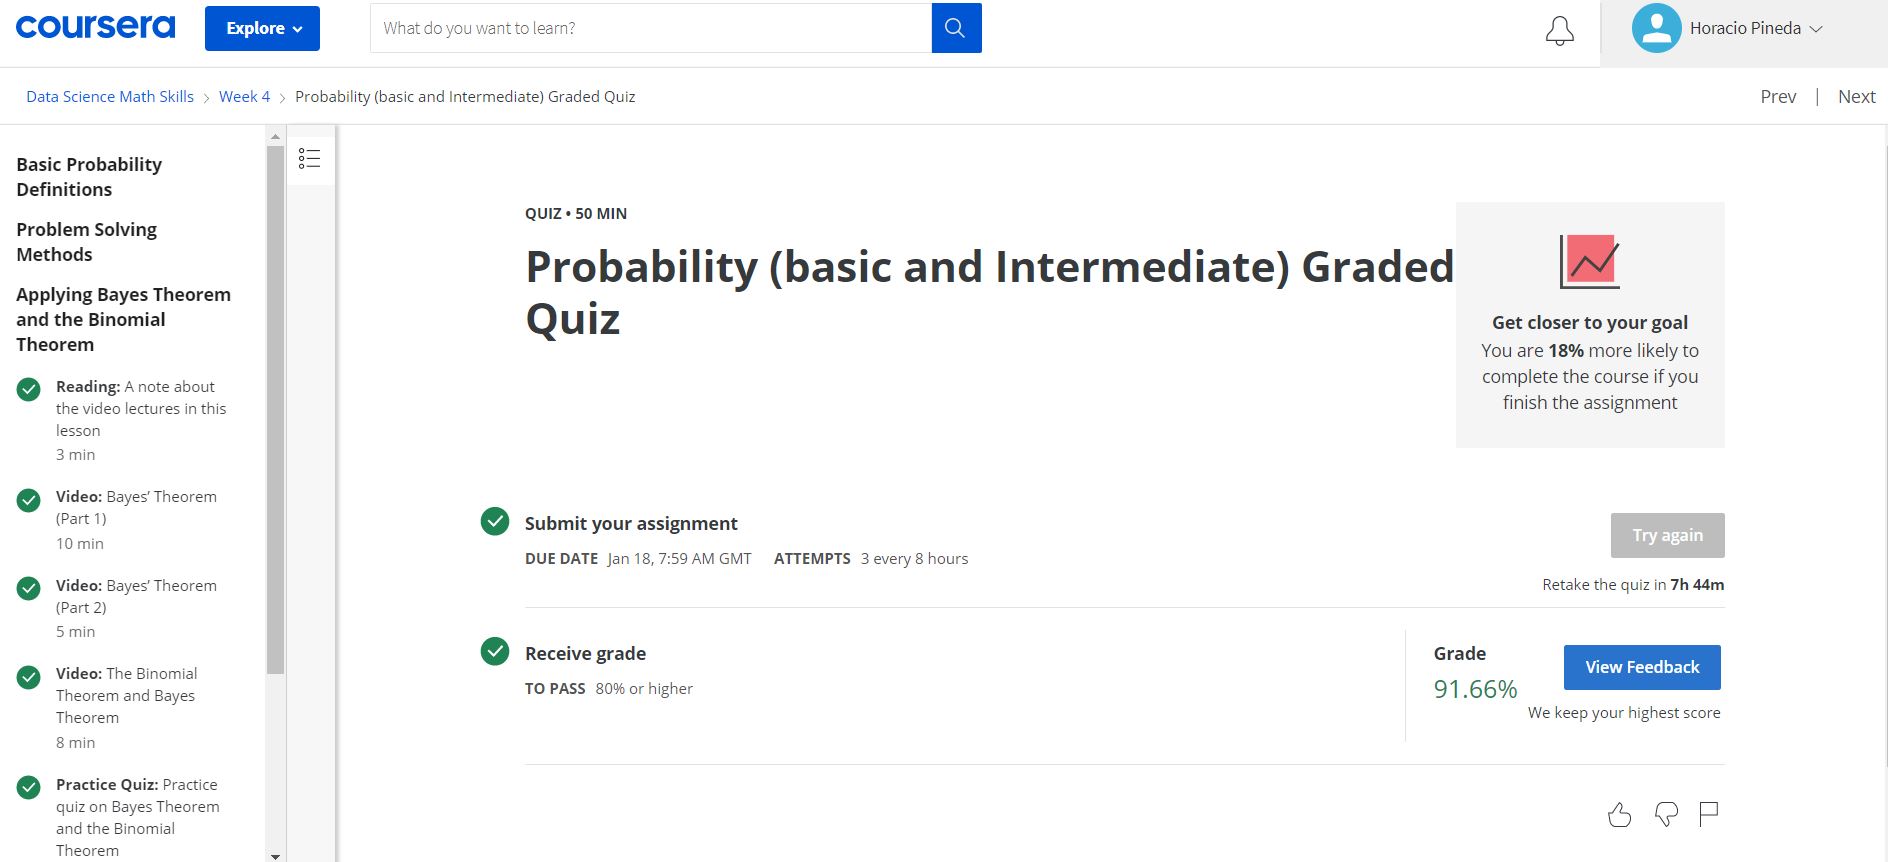 coursera
Explore
What do you want to learn?
Horacio Pineda
Data Science Math Skills > Week 4 > Probability (basic and Intermediate) Graded Quiz
Prev | Next
Basic Probability
Definitions
Problem Solving
Methods
Applying Bayes Theorem
and the Binomial
Theorem
Reading: A note about
the video lectures in this
lesson
3 min
Video: Bayes’ Theorem
(Part 1)
10 min
Video: Bayes’ Theorem
(Part 2)
5 min
Video: The Binomial
Theorem and Bayes
Theorem
8 min
Practice Quiz: Practice
quiz on Bayes Theorem
and the Binomial
Theorem
QUIZ • 50 MIN
Probability (basic and Intermediate) Graded
Quiz
Get closer to your goal
You are 18% more likely to
complete the course if you
finish the assignment
Submit your assignment
DUE DATE Jan 18, 7:59 AM GMT ATTEMPTS 3 every 8 hours
Try again
Retake the quiz in 7h 44m
Receive grade
TO PASS 80% or higher
Grade
91.66%
View Feedback
We keep your highest score